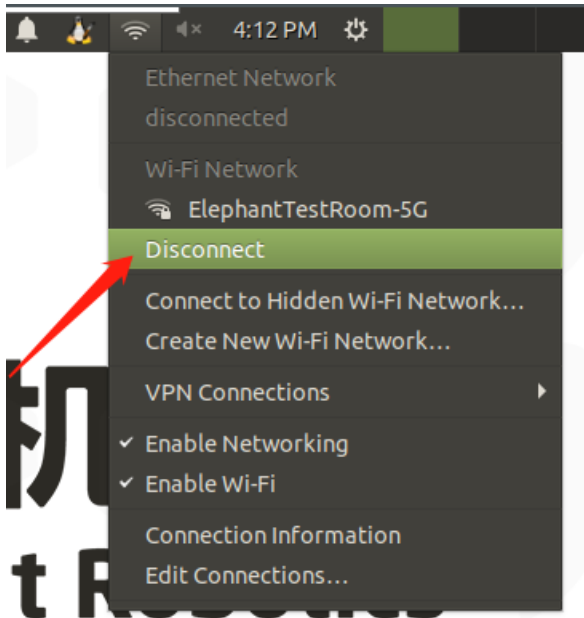 4:12 PM
Ethernet Network
disconnected
Wi-Fi Network
ElephantTestRoom-5G
Disconnect
Connect to Hidden Wi-Fi Network...
Create New Wi-Fi Network...
VPN Connections
Enable Networking
Enable Wi-Fi
Connection Information
Edit Connections...
机
t Robotics